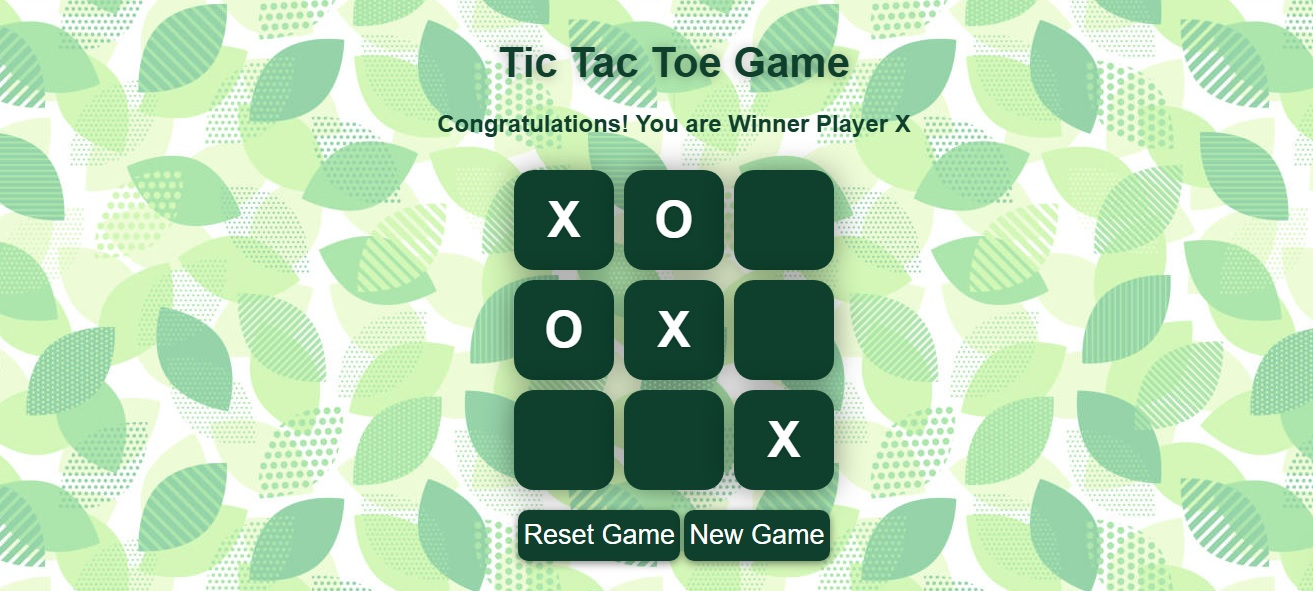 Tic Tac Toe Game
Congratulations! You are Winner Player X
X O
O X
X
Reset Game New Game